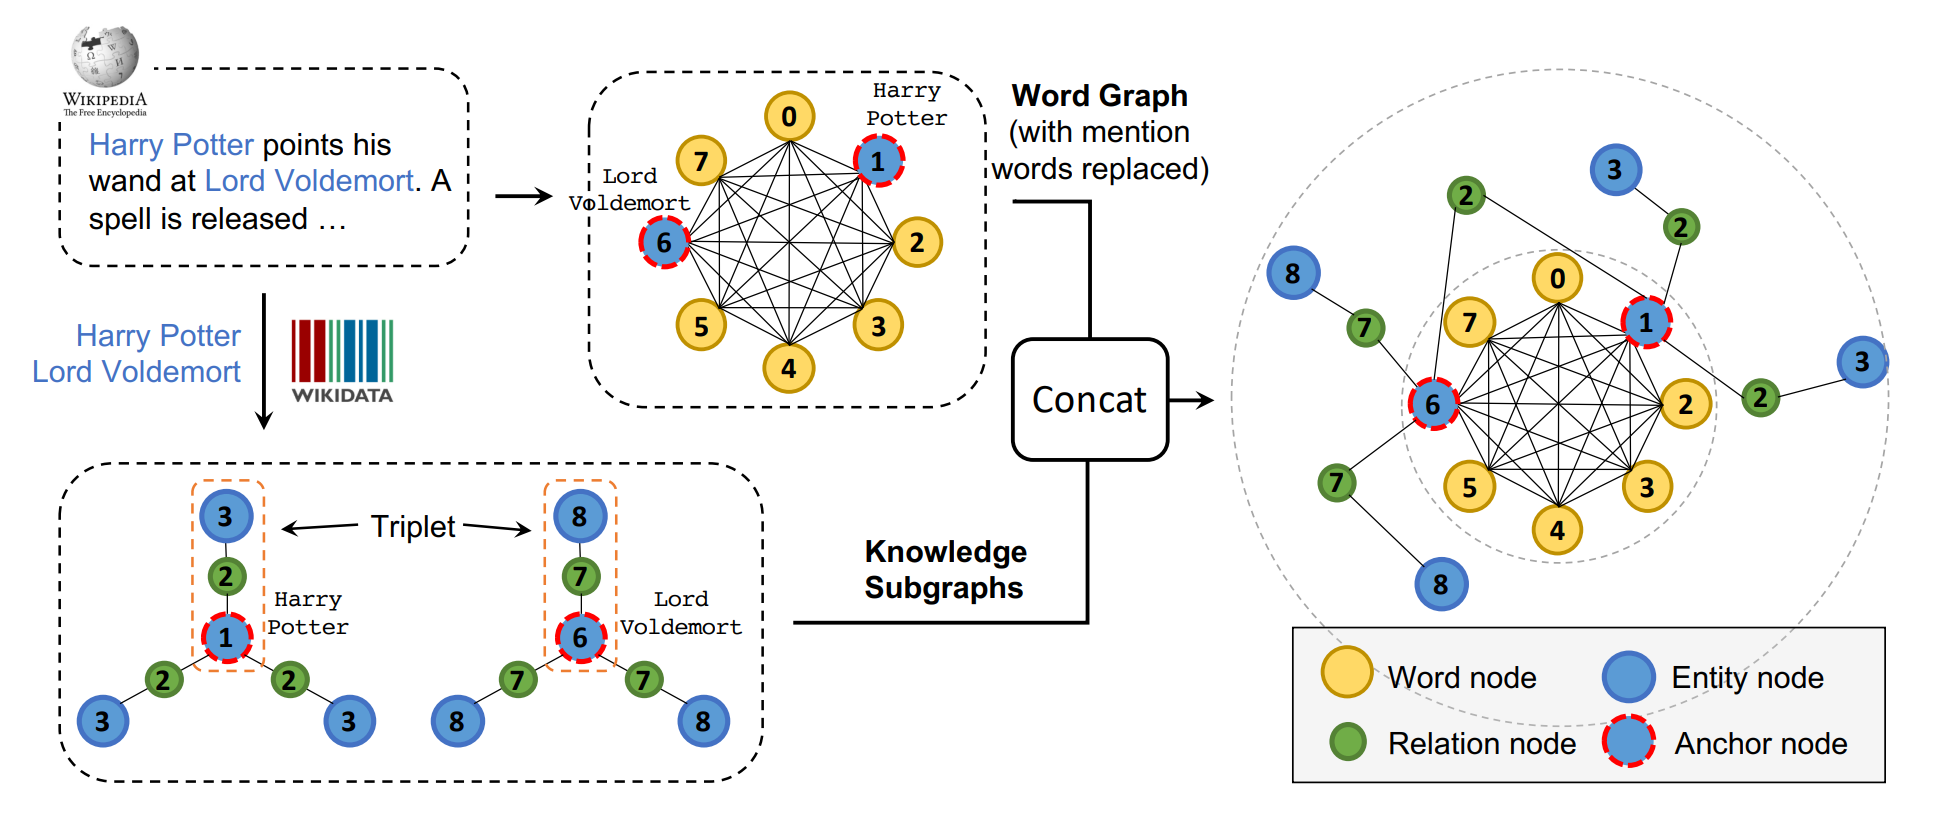 WIKIPEDIA
The Free Encyclopedia
Harry Potter points his
wand at Lord Voldemort. A
spell is released …
Harry Potter
Lord Voldemort
WIKIDATA
Harry
Potter
Lord
Voldemort
0
1
2
3
4
5
6
7
Word Graph
(with mention
words replaced)
Concat
Knowledge
Subgraphs
Triplet
3
2
1
Harry
Potter
2
2
3
3
8
7
6
Lord
Voldemort
7
7
8
8
3
2
2
8
0
7
7
1
3
6
2
2
7
5
3
4
8
Word node
Entity node
Relation node
Anchor node